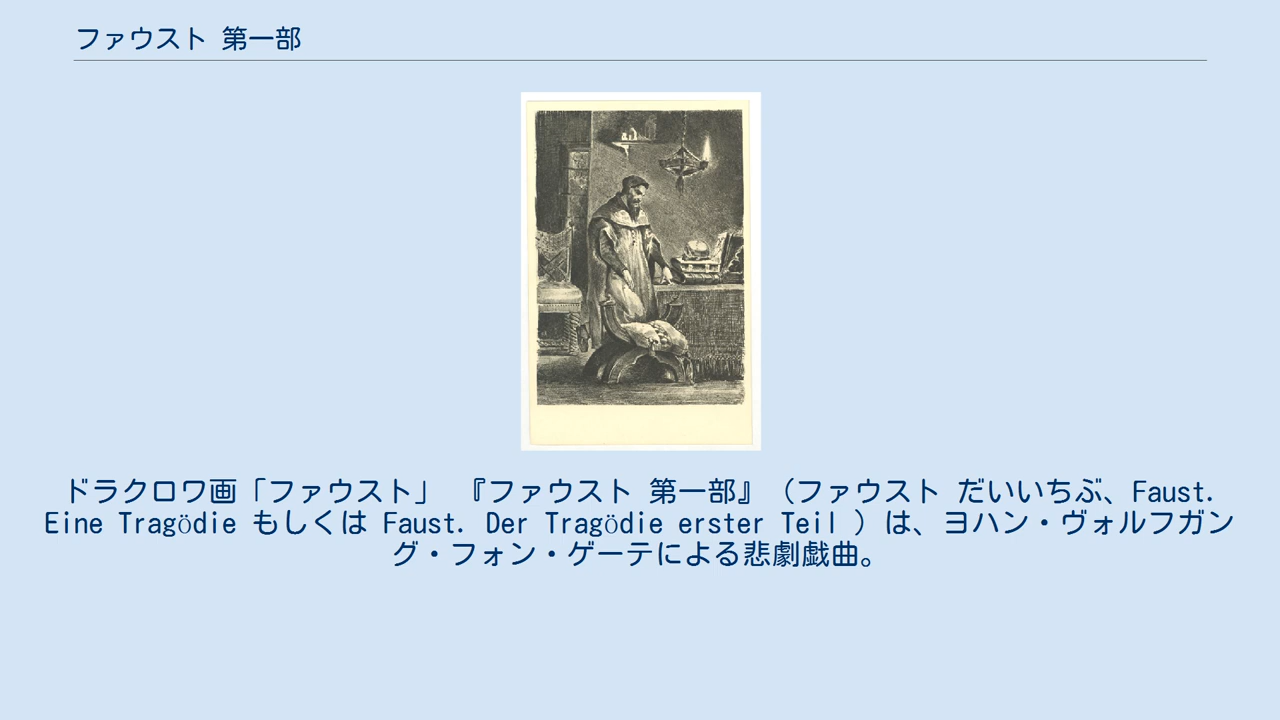 ファウスト 第一部
ドラクロワ画「ファウスト」 『ファウスト 第一部』（ファウスト だいいちぶ、Faust.
Eine Tragödie もしくは Faust. Der Tragödie erster Teil ）は、ヨハン・ヴォルフガン
グ・フォン・ゲーテによる悲劇戯曲。